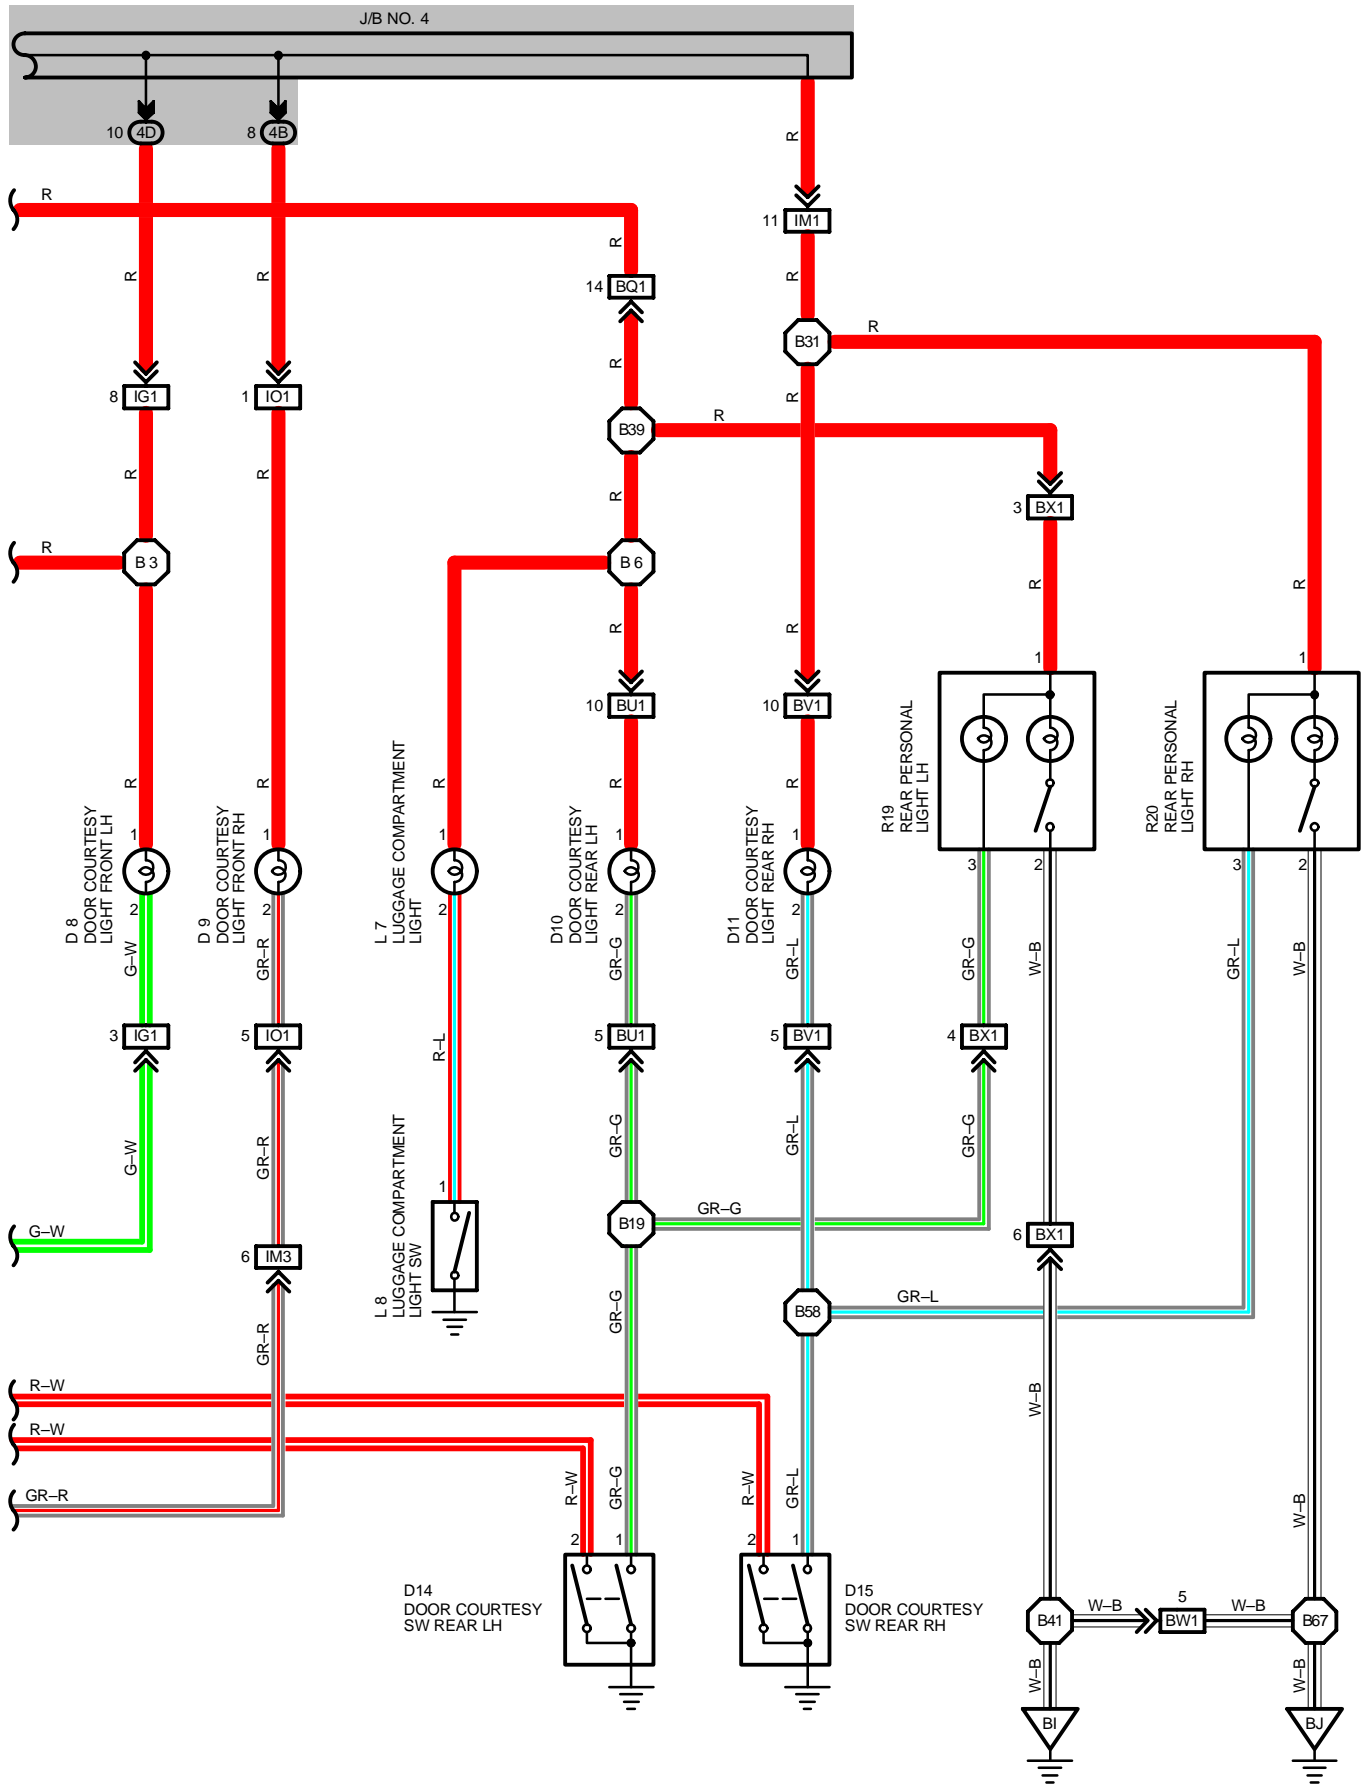 J/B NO. 4
10 4D
8 4B
R
R
11 IM1
R
R
R
R
14 BQ1
B31
R
R
8 IG1
1 IO1
R
B39
R
R
R
R
3 BX1
R
B 3
B 6
R
R
R
R
1
1
10 BU1
10 BV1
R19
REAR PERSONAL
LIGHT LH
R20
REAR PERSONAL
LIGHT RH
R
R
R
R
R
1
1
1
1
1
D 8
DOOR COURTESY
LIGHT FRONT LH
D 9
DOOR COURTESY
LIGHT FRONT RH
L 7
LUGGAGE COMPARTMENT
LIGHT
D10
DOOR COURTESY
LIGHT REAR LH
D11
DOOR COURTESY
LIGHT REAR RH
3
2
3
2
2
2
2
2
2
G–W
GR–R
GR–G
GR–L
GR–G
W–B
GR–L
W–B
3 IG1
5 IO1
R–L
5 BU1
5 BV1
4 BX1
G–W
GR–R
GR–G
GR–L
GR–G
1
L 8
LUGGAGE COMPARTMENT
LIGHT SW
G–W
B19
GR–G
6 BX1
6 IM3
GR–R
GR–G
B58
GR–L
R–W
W–B
R–W
GR–R
R–W
GR–G
R–W
GR–L
W–B
2
1
2
1
D14
DOOR COURTESY
SW REAR LH
D15
DOOR COURTESY
SW REAR RH
B41
W–B
5
BW1
W–B
B67
W–B
W–B
BI
BJ